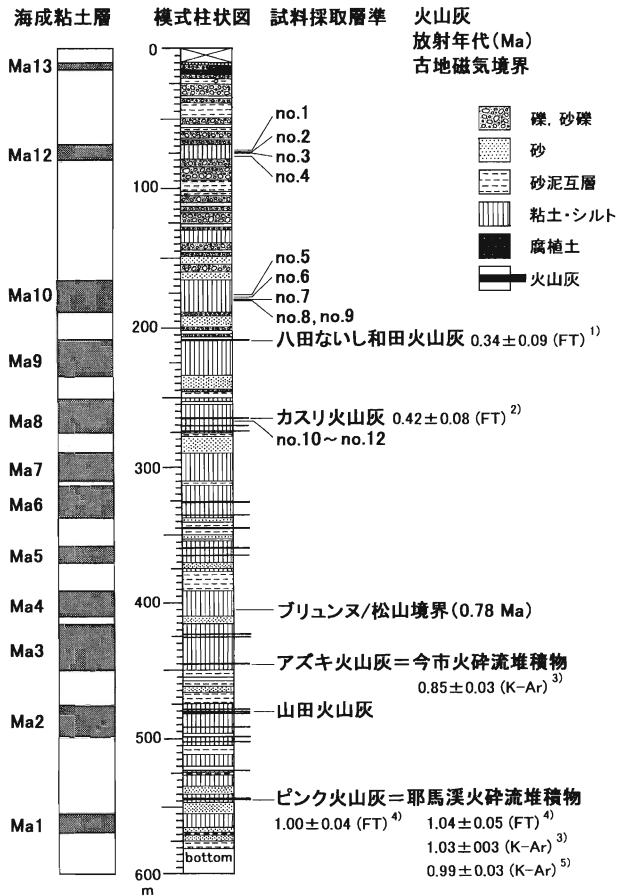 海成粘土層 模式柱状図 試料採取層準 火山灰
放射年代(Ma)
古地磁気境界
0
Ma13
no.1
no.2
no.3
no.4
Ma12
100
礫,砂礫
砂
砂泥互層
粘土・シルト
腐植土
火山灰
no.5
no.6
no.7
no.8, no.9
Ma10
200
八田ないし和田火山灰 0.34±0.09 (FT) 1)
Ma9
カスリ火山灰 0.42±0.08 (FT) 2)
Ma8
no.10～no.12
Ma7
300
Ma6
Ma5
Ma4
400
ブリュンヌ/松山境界(0.78 Ma)
Ma3
アズキ火山灰＝今市火砕流堆積物
0.85±0.03 (K-Ar) 3)
山田火山灰
Ma2
500
ピンク火山灰＝耶馬渓火砕流堆積物
1.00±0.04 (FT) 4) 1.04±0.05 (FT) 4)
Ma1
1.03±003 (K-Ar) 3)
bottom
0.99±0.03 (K-Ar) 5)
600
m